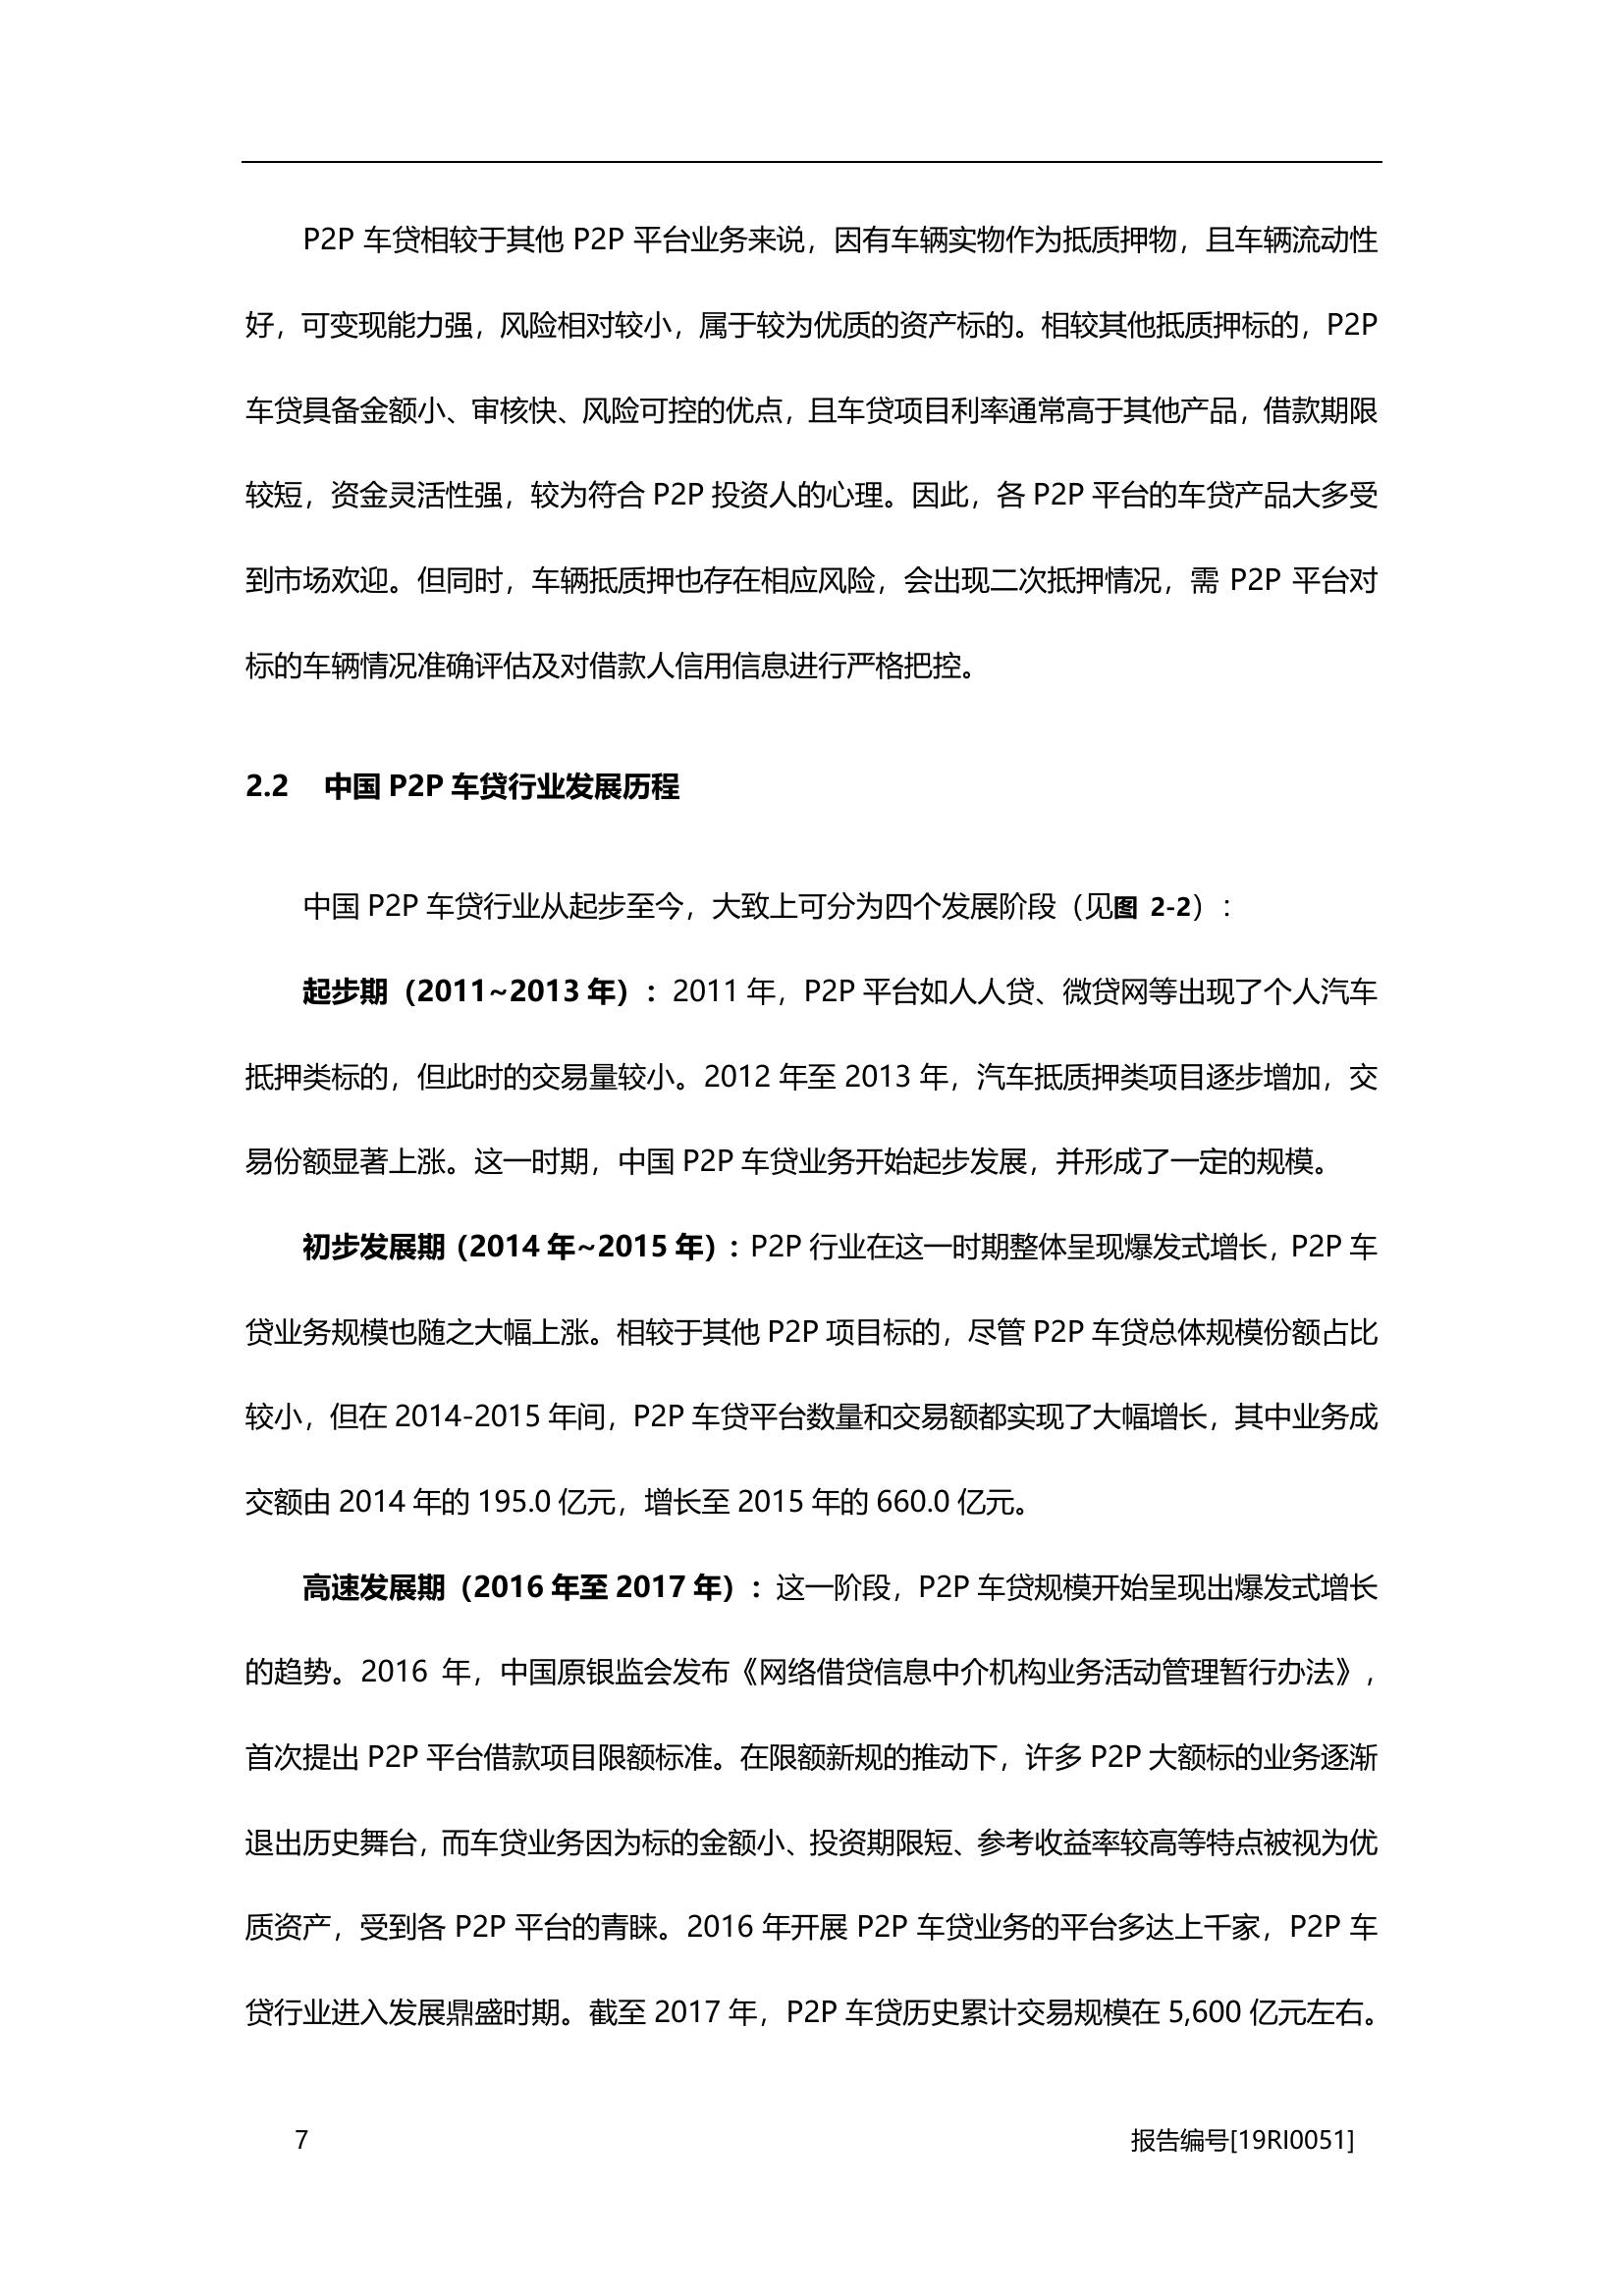 P2P 车贷相较于其他 P2P 平台业务来说，因有车辆实物作为抵质押物，且车辆流动性
好，可变现能力强，风险相对较小，属于较为优质的资产标的。相较其他抵质押标的，P2P
车贷具备金额小、审核快、风险可控的优点，且车贷项目利率通常高于其他产品，借款期限
较短，资金灵活性强，较为符合 P2P 投资人的心理。因此，各 P2P 平台的车贷产品大多受
到市场欢迎。但同时，车辆抵质押也存在相应风险，会出现二次抵押情况，需 P2P 平台对
标的车辆情况准确评估及对借款人信用信息进行严格把控。
2.2 中国 P2P 车贷行业发展历程
中国 P2P 车贷行业从起步至今，大致上可分为四个发展阶段（见图 2-2）：
起步期（2011~2013 年）：2011 年，P2P 平台如人人贷、微贷网等出现了个人汽车
抵押类标的，但此时的交易量较小。2012 年至 2013 年，汽车抵质押类项目逐步增加，交
易份额显著上涨。这一时期，中国 P2P 车贷业务开始起步发展，并形成了一定的规模。
初步发展期（2014 年~2015 年）：P2P 行业在这一时期整体呈现爆发式增长，P2P 车
贷业务规模也随之大幅上涨。相较于其他 P2P 项目标的，尽管 P2P 车贷总体规模份额占比
较小，但在 2014-2015 年间，P2P 车贷平台数量和交易额都实现了大幅增长，其中业务成
交额由 2014 年的 195.0 亿元，增长至 2015 年的 660.0 亿元。
高速发展期（2016 年至 2017 年）：这一阶段，P2P 车贷规模开始呈现出爆发式增长
的趋势。2016 年，中国原银监会发布《网络借贷信息中介机构业务活动管理暂行办法》，
首次提出 P2P 平台借款项目限额标准。在限额新规的推动下，许多 P2P 大额标的业务逐渐
退出历史舞台，而车贷业务因为标的金额小、投资期限短、参考收益率较高等特点被视为优
质资产，受到各 P2P 平台的青睐。2016 年开展 P2P 车贷业务的平台多达上千家，P2P 车
贷行业进入发展鼎盛时期。截至 2017 年，P2P 车贷历史累计交易规模在 5,600 亿元左右。
7 报告编号[19RI0051]